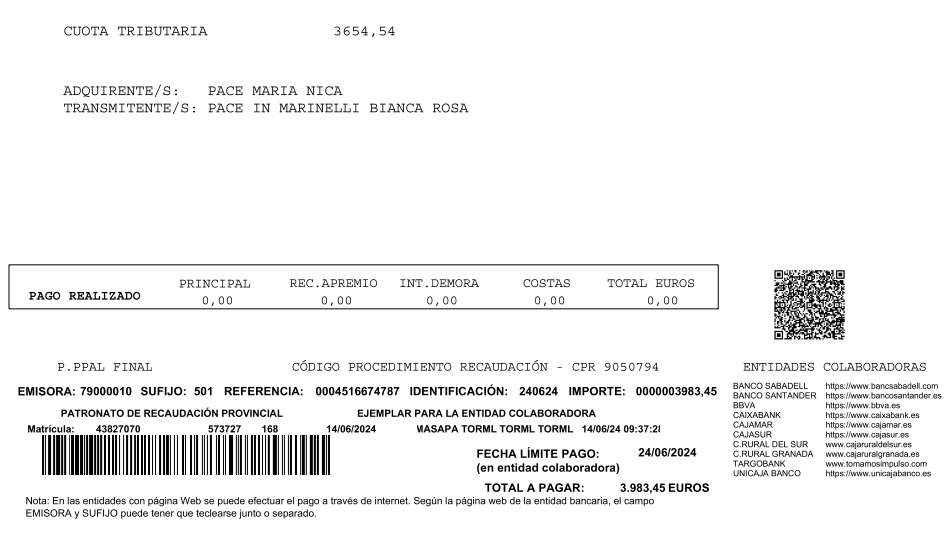 CUOTA TRIBUTARIA 3654,54
ADQUIRENTE/S: PACE MARIA NICA
TRANSMITENTE/S: PACE IN MARINELLI BIANCA ROSA
PRINCIPAL REC.APREMIO INT.DEMORA COSTAS TOTAL EUROS
PAGO REALIZADO 0,00 0,00 0,00 0,00 0,00
P.PPAL FINAL CÓDIGO PROCEDIMIENTO RECAUDACIÓN - CPR 9050794
EMISORA: 79000010 SUFIJO: 501 REFERENCIA: 0004516674787 IDENTIFICACIÓN: 240624 IMPORTE: 0000003983,45
PATRONATO DE RECAUDACIÓN PROVINCIAL EJEMPLAR PARA LA ENTIDAD COLABORADORA
Matrícula: 43827070 573727 168 14/06/2024 MASAPA TORML TORML TORML 14/06/24 09:37:28
FECHA LÍMITE PAGO: 24/06/2024
(en entidad colaboradora)
TOTAL A PAGAR: 3.983,45 EUROS
Nota: En las entidades con página Web se puede efectuar el pago a través de internet. Según la página web de la entidad bancaria, el campo
EMISORA y SUFIJO puede tener que teclearse junto o separado.
ENTIDADES COLABORADORAS
BANCO SABADELL https://www.bancsabadell.com
BANCO SANTANDER https://www.bancosantander.es
BBVA https://www.bbva.es
CAIXABANK https://www.caixabank.es
CAJAMAR https://www.cajamar.es
CAJASUR https://www.cajasur.es
C.RURAL DEL SUR www.cajaruraldelsur.es
C.RURAL GRANADA www.cajaruralgranada.es
TARGOBANK www.tomamosimpulso.com
UNICAJA BANCO https://www.unicajabanco.es